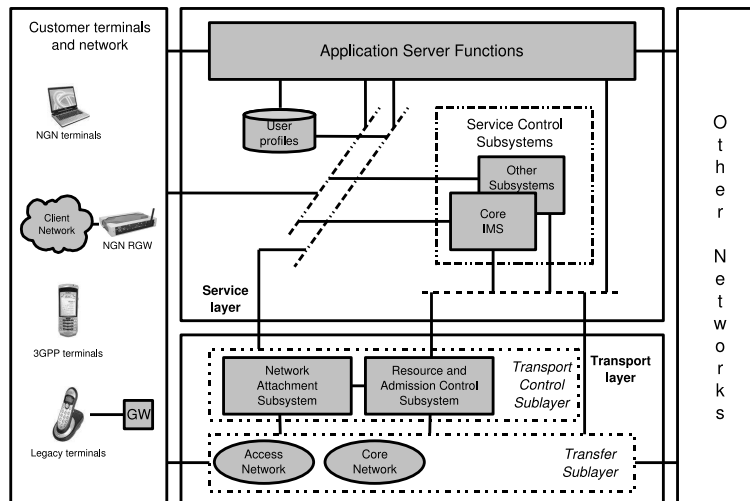 Customer terminals
and network
NGN terminals
Client
Network
NGN RGW
3GPP terminals
GW
Legacy terminals
Application Server Functions
User
profiles
Service Control
Subsystems
Other
Subsystems
Core
IMS
Service
layer
Network
Attachment
Subsystem
Resource and
Admission Control
Subsystem
Transport
Control
Sublayer
Transport
layer
Access
Network
Core
Network
Transfer
Sublayer
Other Networks